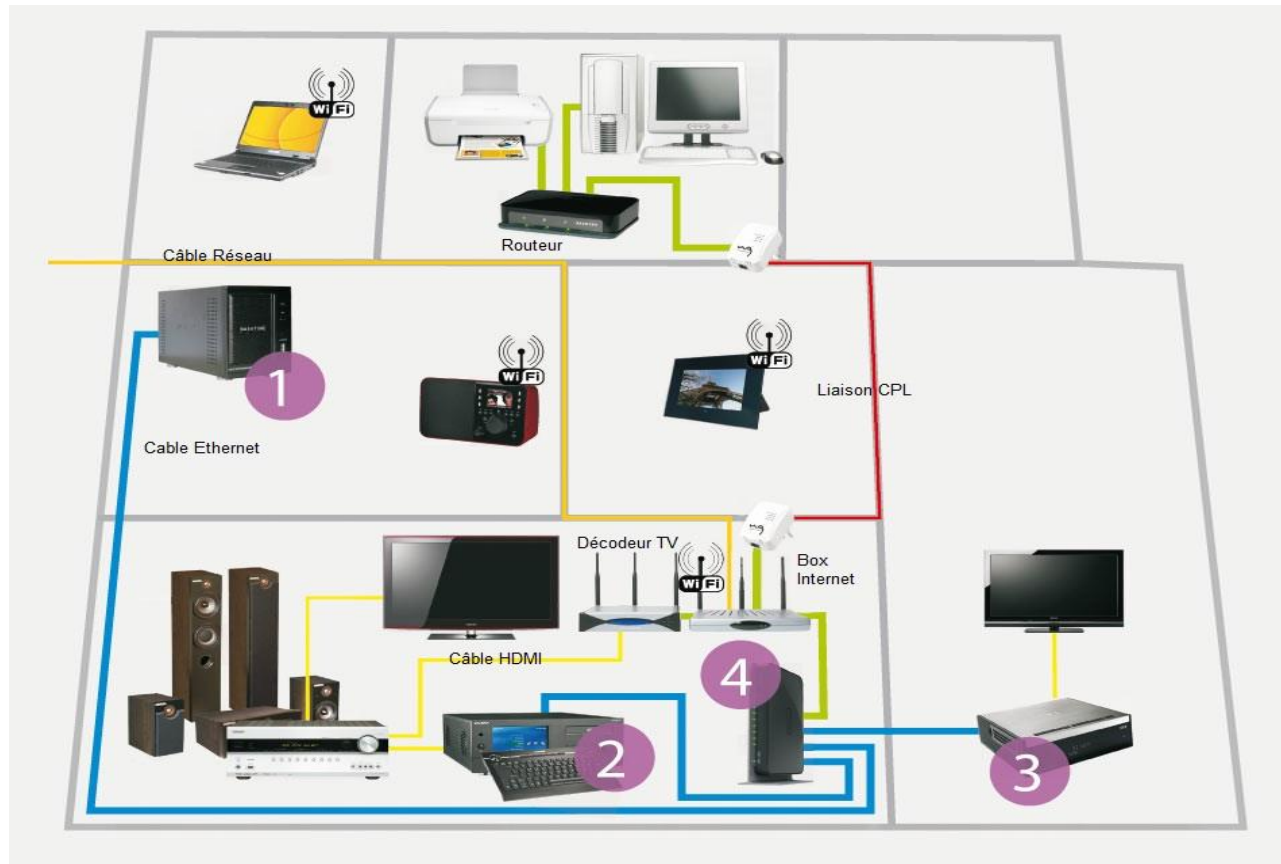 WiFi
Routeur
Câble Réseau
1
WiFi
WiFi
Liaison CPL
Cable Ethernet
Décodeur TV
WiFi
Box
Internet
Câble HDMI
4
2
3